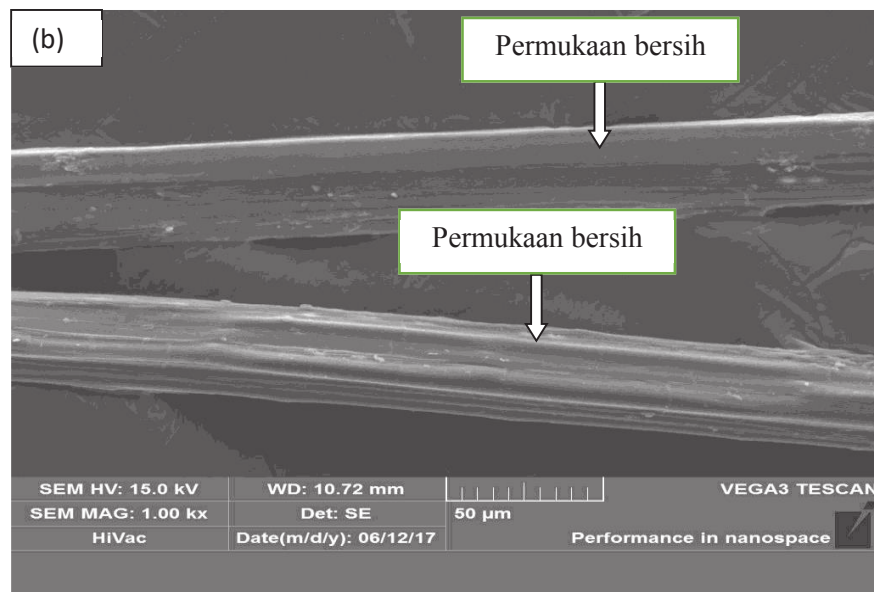 (b)
Permukaan bersih
Permukaan bersih
SEM HV: 15.0 kV WD: 10.72 mm VEGA3 TESCAN
SEM MAG: 1.00 kx Det: SE 50 µm
HiVac Date(m/d/y): 06/12/17 Performance in nanospace